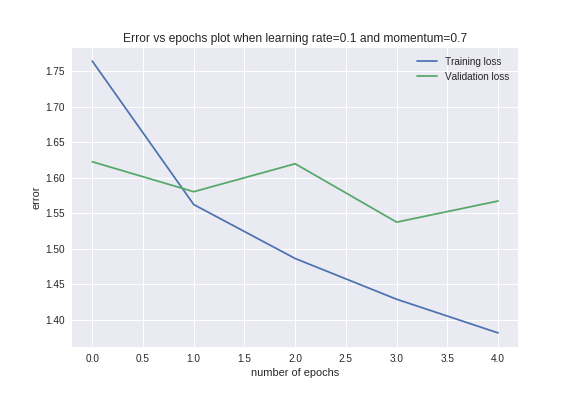 Error vs epochs plot when learning rate=0.1 and momentum=0.7
Training loss
Validation loss
1.75
1.70
1.65
1.60
1.55
1.50
1.45
1.40
error
0.0 0.5 1.0 1.5 2.0 2.5 3.0 3.5 4.0
number of epochs